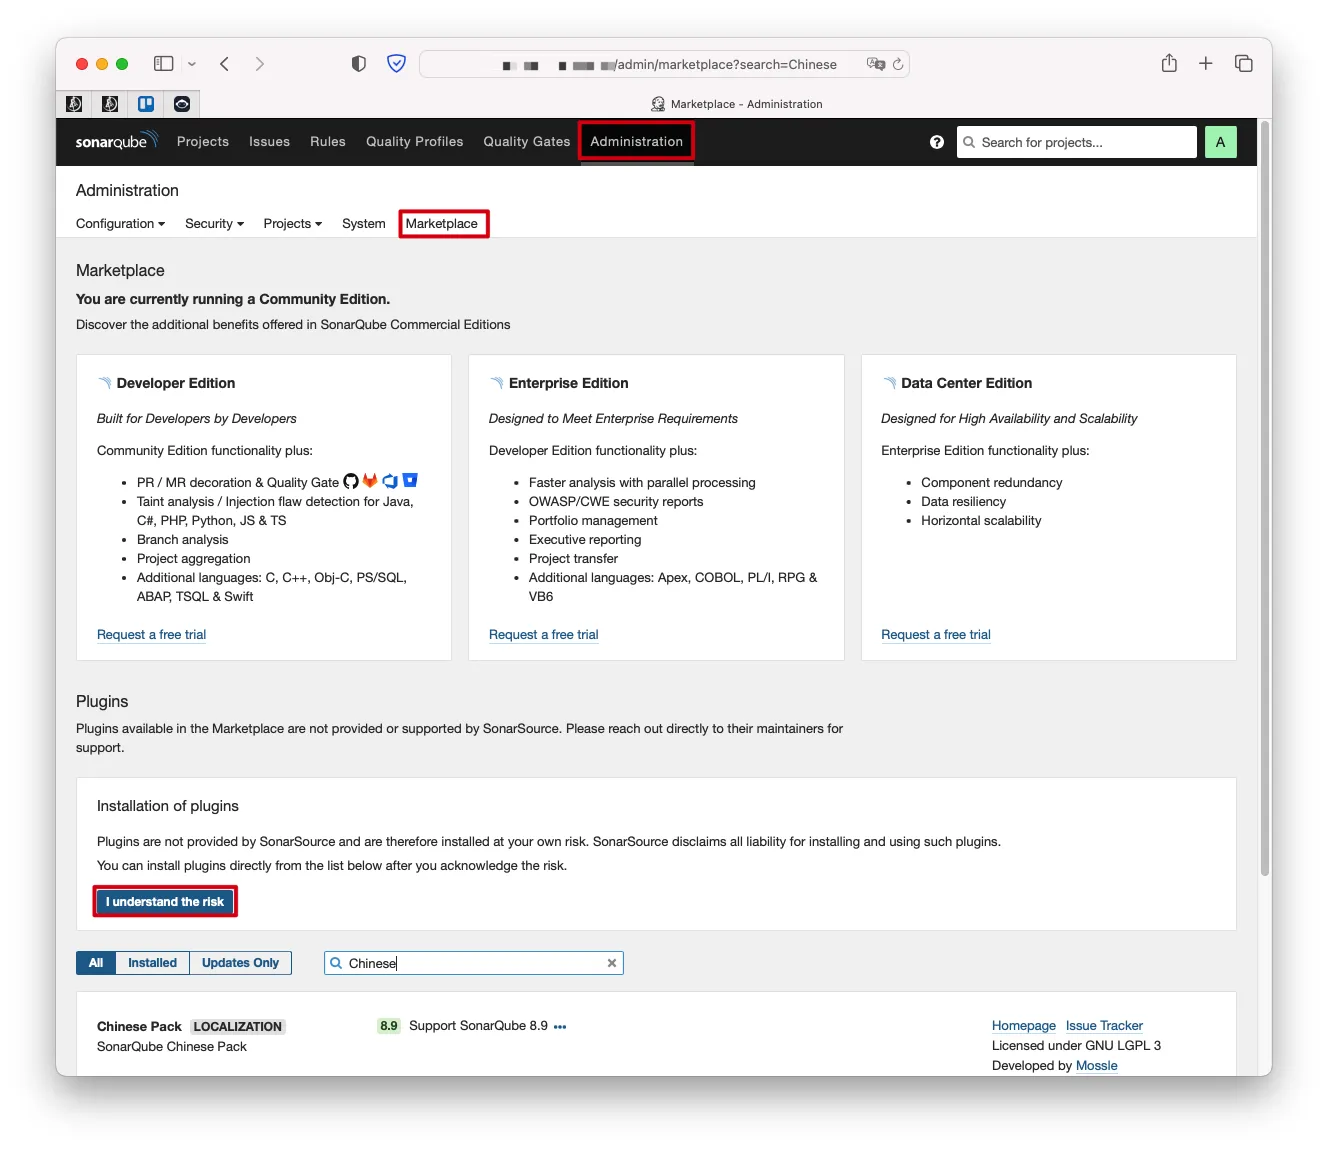 /admin/marketplace?search=Chinese
Marketplace - Administration
sonarqube Projects Issues Rules Quality Profiles Quality Gates Administration ? Search for projects... A
Administration
Configuration Security Projects System Marketplace
Marketplace
You are currently running a Community Edition.
Discover the additional benefits offered in SonarQube Commercial Editions
Developer Edition
Built for Developers by Developers
Community Edition functionality plus:
• PR / MR decoration & Quality Gate
• Taint analysis / Injection flaw detection for Java,
C#, PHP, Python, JS & TS
• Branch analysis
• Project aggregation
• Additional languages: C, C++, Obj-C, PS/SQL,
ABAP, TSQL & Swift
Request a free trial
Enterprise Edition
Designed to Meet Enterprise Requirements
Developer Edition functionality plus:
• Faster analysis with parallel processing
• OWASP/CWE security reports
• Portfolio management
• Executive reporting
• Project transfer
• Additional languages: Apex, COBOL, PL/I, RPG &
VB6
Request a free trial
Data Center Edition
Designed for High Availability and Scalability
Enterprise Edition functionality plus:
• Component redundancy
• Data resiliency
• Horizontal scalability
Request a free trial
Plugins
Plugins available in the Marketplace are not provided or supported by SonarSource. Please reach out directly to their maintainers for
support.
Installation of plugins
Plugins are not provided by SonarSource and are therefore installed at your own risk. SonarSource disclaims all liability for installing and using such plugins.
You can install plugins directly from the list below after you acknowledge the risk.
I understand the risk
All Installed Updates Only Chinese
Chinese Pack LOCALIZATION
SonarQube Chinese Pack
8.9 Support SonarQube 8.9 •••
Homepage Issue Tracker
Licensed under GNU LGPL 3
Developed by Mossle